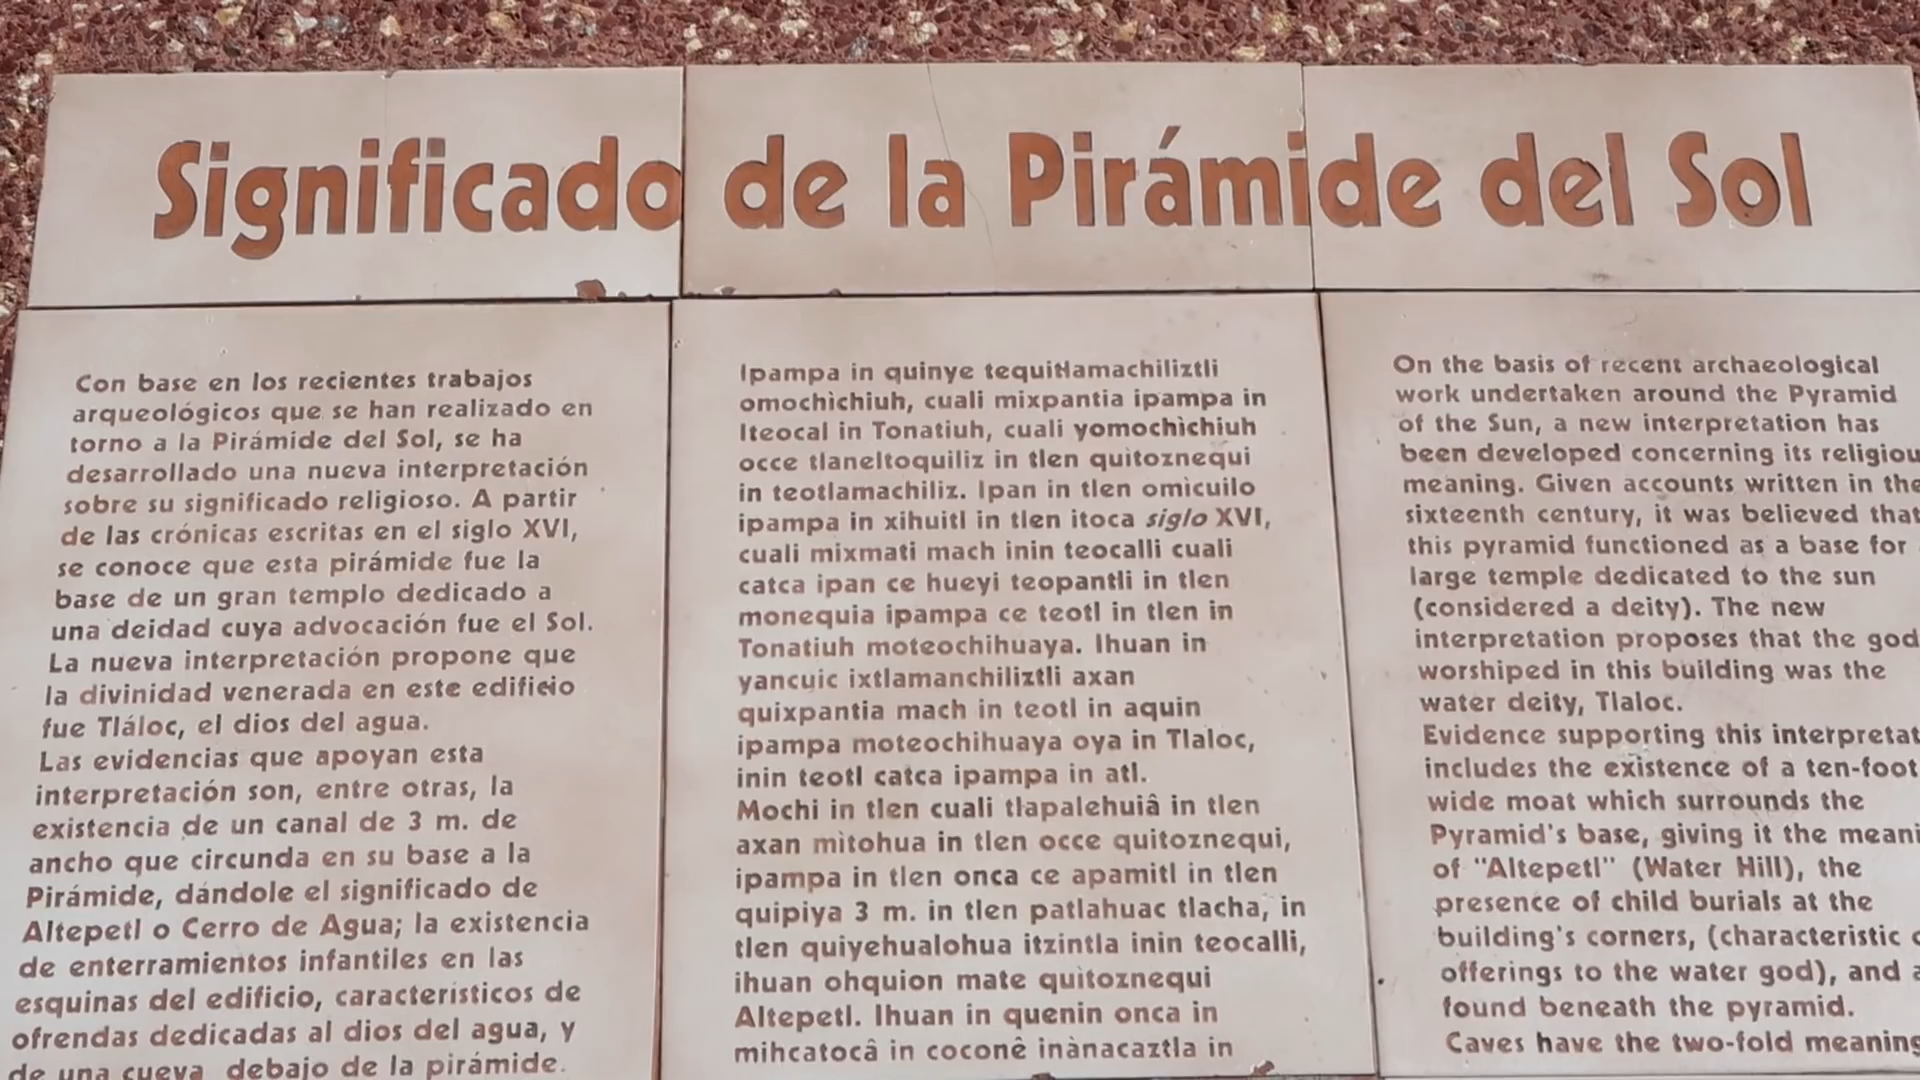 Significado de la Pirámide del Sol
Con base en los recientes trabajos
arqueológicos que se han realizado en
torno a la Pirámide del Sol, se ha
desarrollado una nueva interpretación
sobre su significado religioso. A partir
de las crónicas escritas en el siglo XVI,
se conoce que esta pirámide fue la
base de un gran templo dedicado a
una deidad cuya advocación fue el Sol.
La nueva interpretación propone que
la divinidad venerada en este edificio
fue Tláloc, el dios del agua.
Las evidencias que apoyan esta
interpretación son, entre otras, la
existencia de un canal de 3 m. de
ancho que circunda en su base a la
Pirámide, dándole el significado de
Altepetl o Cerro de Agua; la existencia
de enterramientos infantiles en las
esquinas del edificio, característicos de
ofrendas dedicadas al dios del agua, y
de una cueva debajo de la pirámide.
Ipampa in quinye tequitlamachiliztli
omochìchiuh, cuali mixpantia ipampa in
Iteocal in Tonatiuh, cuali yomochìchiuh
occe tlaneltoquiliz in tlen quitoznequi
in teotlamachiliz. Ipan in tlen omìcuilo
ipampa in xihuitl in tlen itoca siglo XVI,
cuali mixmati mach inin teocalli cuali
catca ipan ce hueyi teopantli in tlen
monequia ipampa ce teotl in tlen in
Tonatiuh moteochihuaya. Ihuan in
yancuic ixtlamanchiliztli axan
quixpantia mach in teotl in aquin
ipampa moteochihuaya oya in Tlaloc,
inin teotl catca ipampa in atl.
Mochi in tlen cuali tlapalehuiâ in tlen
axan mìtohua in tlen occe quitoznequi,
ipampa in tlen onca ce apamitl in tlen
quipiya 3 m. in tlen patlahuac tlacha, in
tlen quiyehualohua itzintla inin teocalli,
ihuan ohquion mate quitoznequi
Altepetl. Ihuan in quenin onca in
mihcatocâ in coconê inànacaztla in
On the basis of recent archaeological
work undertaken around the Pyramid
of the Sun, a new interpretation has
been developed concerning its religiou
meaning. Given accounts written in the
sixteenth century, it was believed that
this pyramid functioned as a base for
large temple dedicated to the sun
(considered a deity). The new
interpretation proposes that the god
worshiped in this building was the
water deity, Tlaloc.
Evidence supporting this interpretat
includes the existence of a ten-foot
wide moat which surrounds the
Pyramid's base, giving it the meani
of "Altepetl" (Water Hill), the
presence of child burials at the
building's corners, (characteristic
offerings to the water god), and a
found beneath the pyramid.
Caves have the two-fold meaning